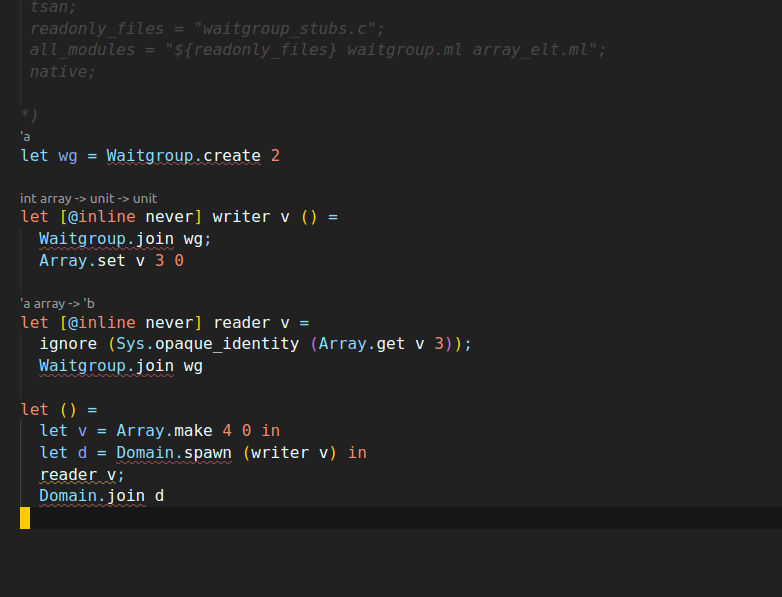 tsan;
readonly_files = "waitgroup_stubs.c";
all_modules = "${readonly_files} waitgroup.ml array_elt.ml";
native;
*)
'a
let wg = Waitgroup.create 2
int array -> unit -> unit
let [@inline never] writer v () =
Waitgroup.join wg;
Array.set v 3 0
'a array -> 'b
let [@inline never] reader v =
ignore (Sys.opaque_identity (Array.get v 3));
Waitgroup.join wg
let () =
let v = Array.make 4 0 in
let d = Domain.spawn (writer v) in
reader v;
Domain.join d